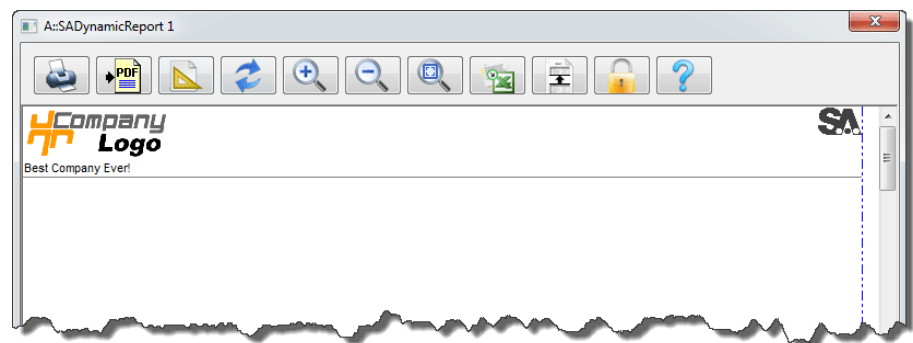 A::SADynamicReport 1
PDF
Company
Logo
SA
Best Company Ever!